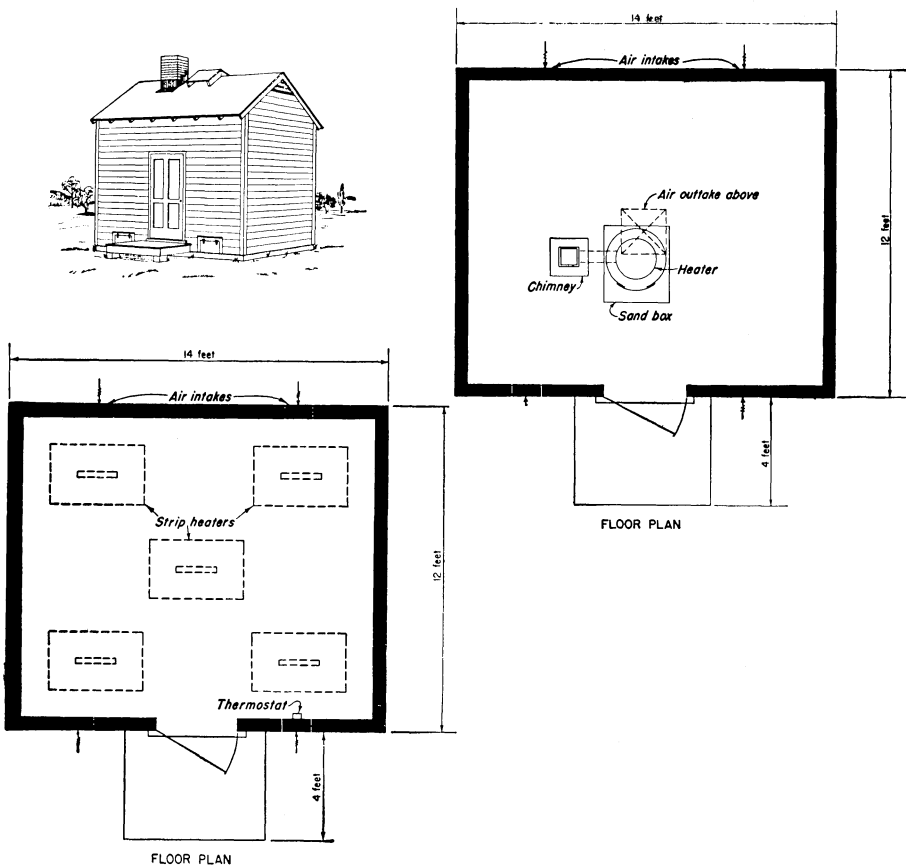 14 feet
Air intakes
Air outtake above
Heater
Chimney
Sand box
12 feet
4 feet
FLOOR PLAN
14 feet
Air intakes
Strip heaters
Thermostat
12 feet
4 feet
FLOOR PLAN